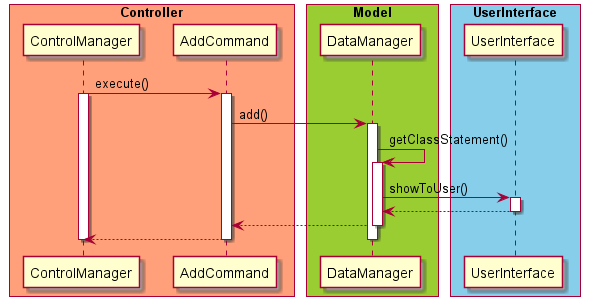 Controller Model UserInterface
ControlManager AddCommand DataManager UserInterface
execute()
add()
getClassStatement()
showToUser()
ControlManager AddCommand DataManager UserInterface